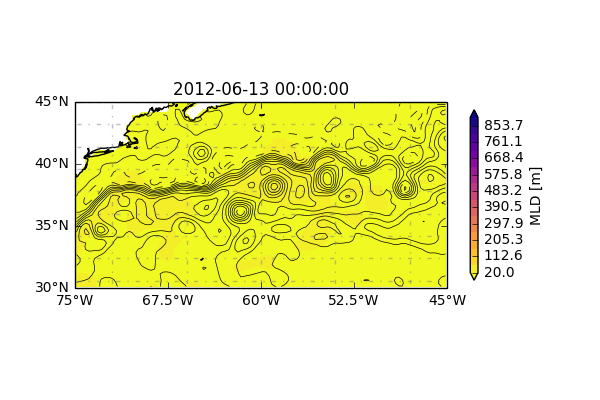 2012-06-13 00:00:00
45°N
40°N
35°N
30°N
75°W
67.5°W
60°W
52.5°W
45°W
853.7
761.1
668.4
575.8
483.2
390.5
297.9
205.3
112.6
20.0
MLD [m]